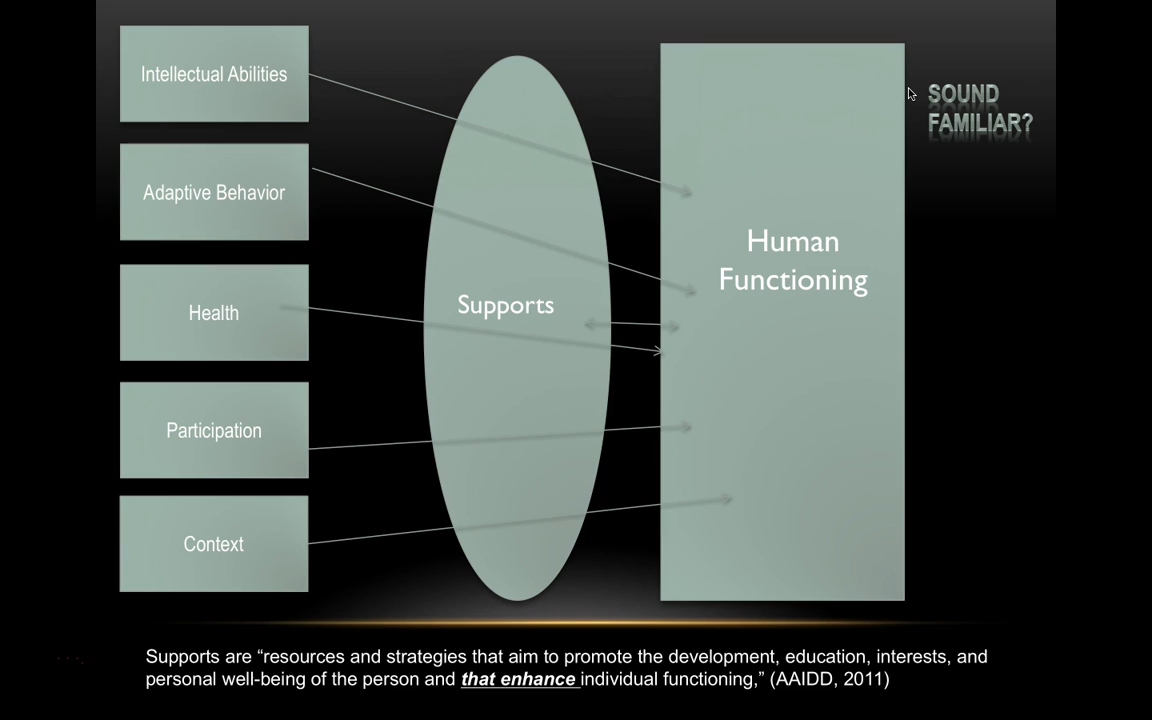 Intellectual Abilities
Adaptive Behavior
Health
Participation
Context
Supports
Human
Functioning
SOUND
FAMILIAR?
Supports are “resources and strategies that aim to promote the development, education, interests, and
personal well-being of the person and that enhance individual functioning,” (AAIDD, 2011)